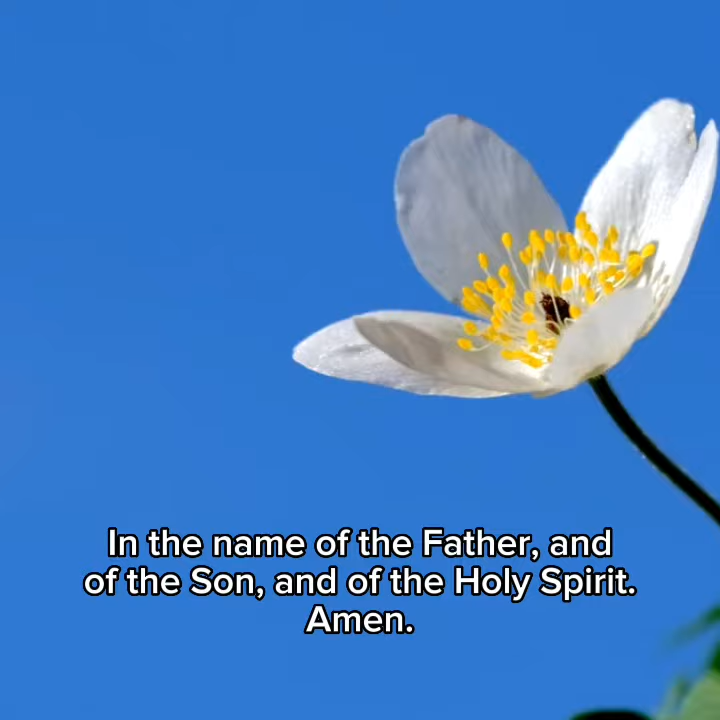 In the name of the Father, and
of the Son, and of the Holy Spirit.
Amen.